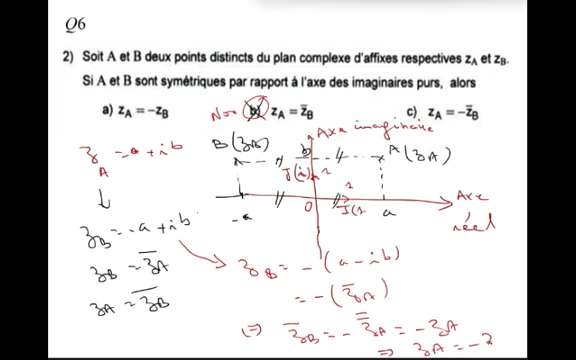 Q6
2) Soit A et B deux points distincts du plan complexe d'affixes respectives z_A et z_B.
Si A et B sont symétriques par rapport à l'axe des imaginaires purs, alors
a) z_A = -z_B Non b) z_A = z̄_B c) z_A = -z̄_B
Axe imaginaire
B(z_B) b A(z_A)
z_A = a + ib
J(i) 1
-a 0 1 a Axe réel
z_B = -a + ib
z_B = z̄_A
z_A = z̄_B
z_B = -(a - ib)
= -(z̄_A)
(=) z̄_B = -z̿_A = -z_A
=> z_A = -